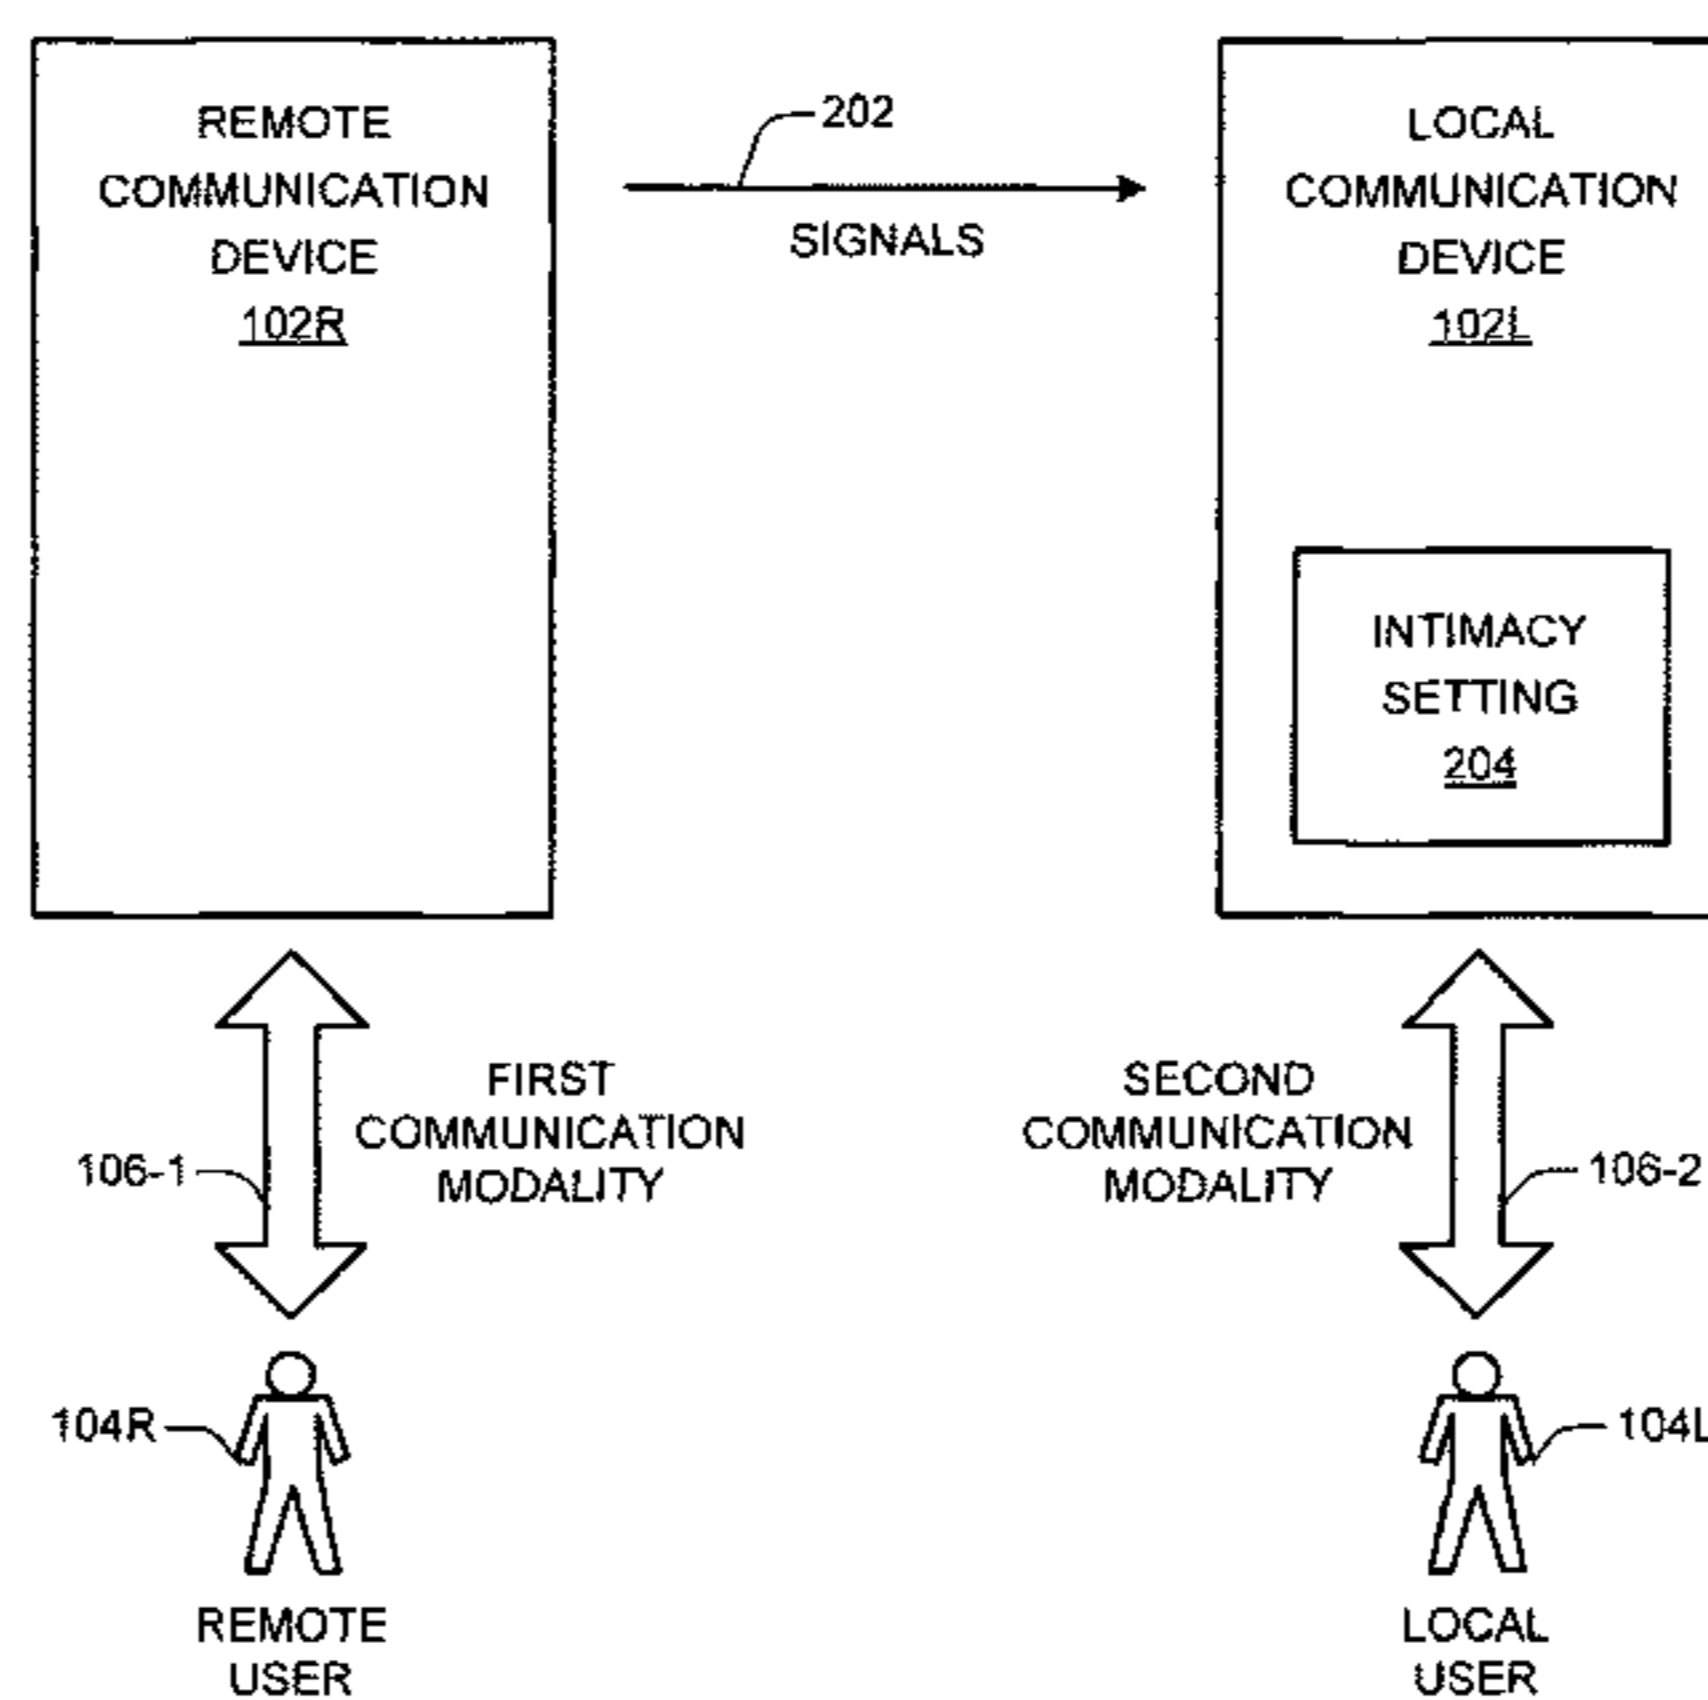 REMOTE
COMMUNICATION
DEVICE
102R
202
SIGNALS
LOCAL
COMMUNICATION
DEVICE
102L
INTIMACY
SETTING
204
FIRST
COMMUNICATION
MODALITY
106-1
SECOND
COMMUNICATION
MODALITY
106-2
104R
REMOTE
USER
104L
LOCAL
USER